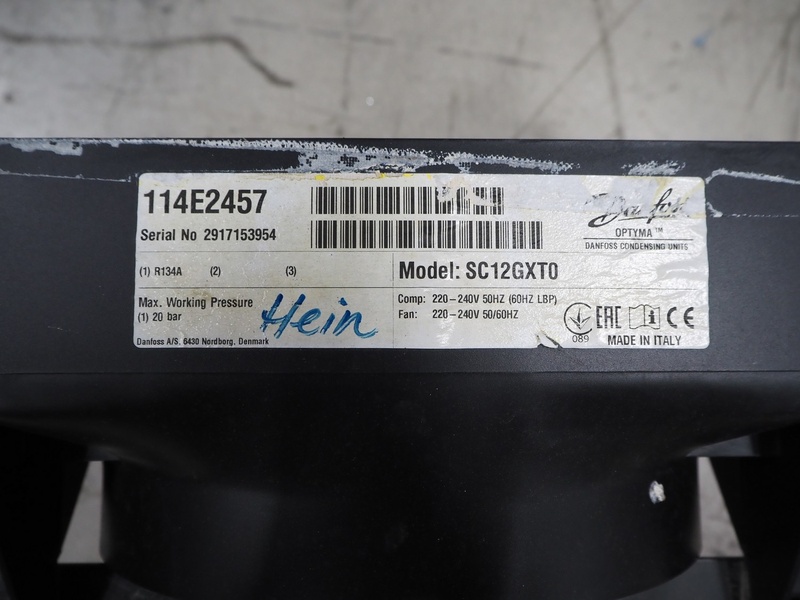 114E2457
Serial No 2917153954
Danfoss
OPTYMA™
DANFOSS CONDENSING UNITS
(1) R134A (2) (3)
Model: SC12GXT0
Max. Working Pressure
(1) 20 bar
Hein
Comp: 220-240V 50HZ (60HZ LBP)
Fan: 220-240V 50/60HZ
089
EAC
CE
MADE IN ITALY
Danfoss A/S. 6430 Nordborg, Denmark